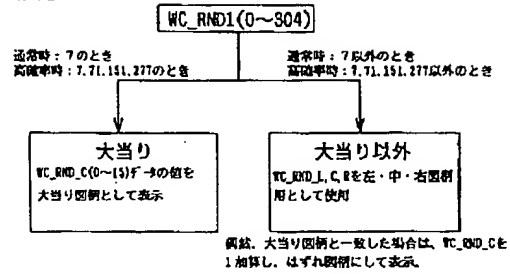 WC_RND1(0〜304)
通常時：7のとき
高確率時：7,71,151,277のとき
通常時：7以外のとき
高確率時：7,71,151,277以外のとき
大当り
WC_RND_C(0〜15)データの値を
大当り図柄として表示
大当り以外
WC_RND_L,C,Rを左・中・右図柄
用として使用
偶然、大当り図柄と一致した場合は、WC_RND_Cを
1加算し、はずれ図柄にして表示。